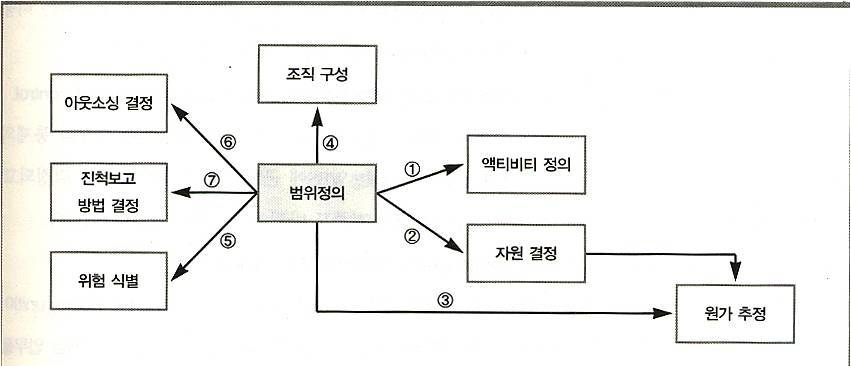 조직 구성
아웃소싱 결정
⑥
④
액티비티 정의
①
진척보고
방법 결정
⑦
범위정의
②
⑤
자원 결정
위험 식별
③
원가 추정